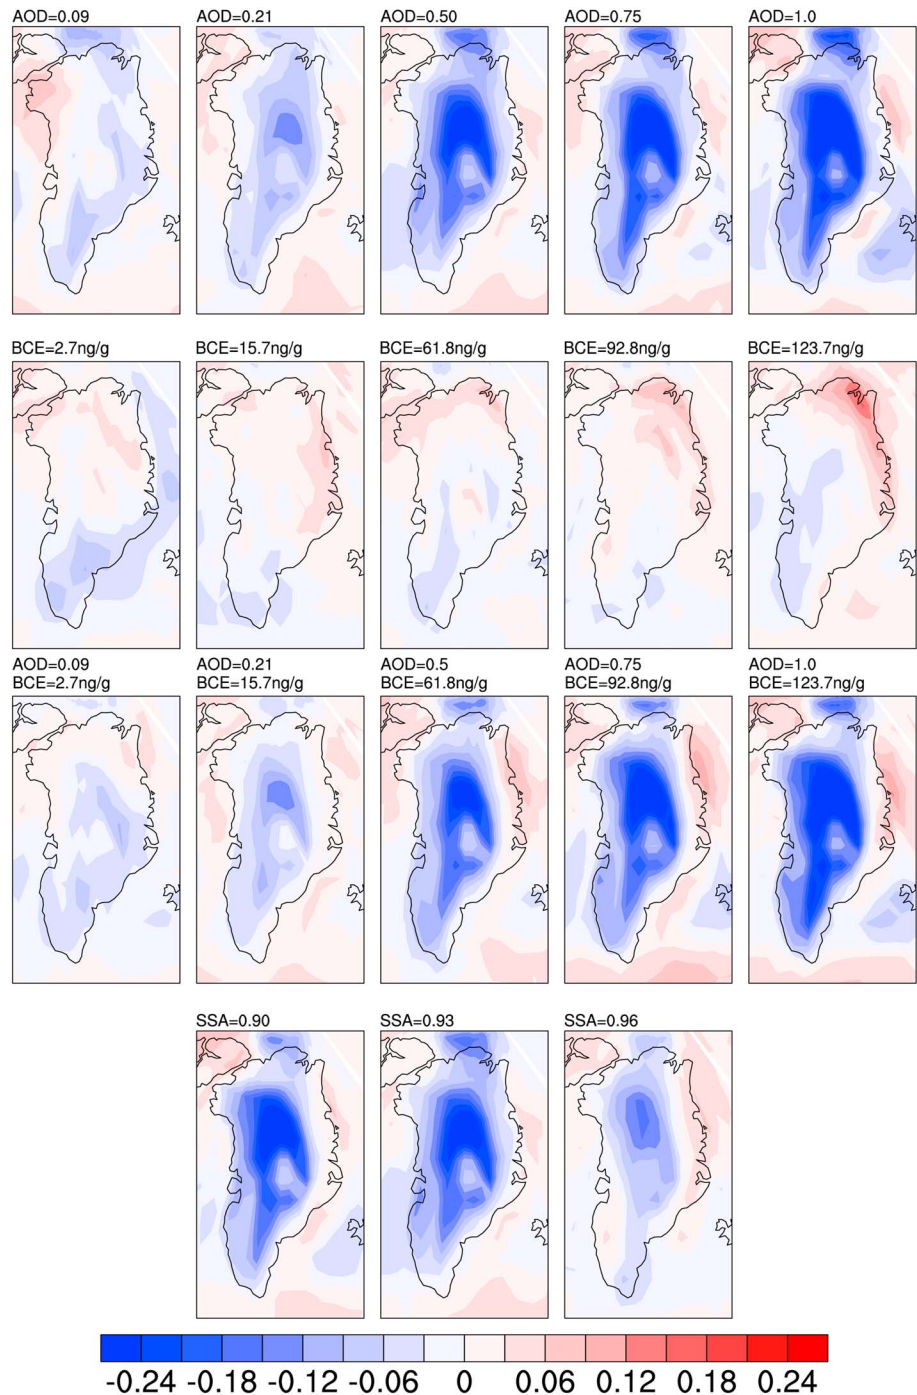 AOD=0.09 AOD=0.21 AOD=0.50 AOD=0.75 AOD=1.0
BCE=2.7ng/g BCE=15.7ng/g BCE=61.8ng/g BCE=92.8ng/g BCE=123.7ng/g
AOD=0.09 AOD=0.21 AOD=0.5 AOD=0.75 AOD=1.0
BCE=2.7ng/g BCE=15.7ng/g BCE=61.8ng/g BCE=92.8ng/g BCE=123.7ng/g
SSA=0.90 SSA=0.93 SSA=0.96
-0.24 -0.18 -0.12 -0.06 0 0.06 0.12 0.18 0.24